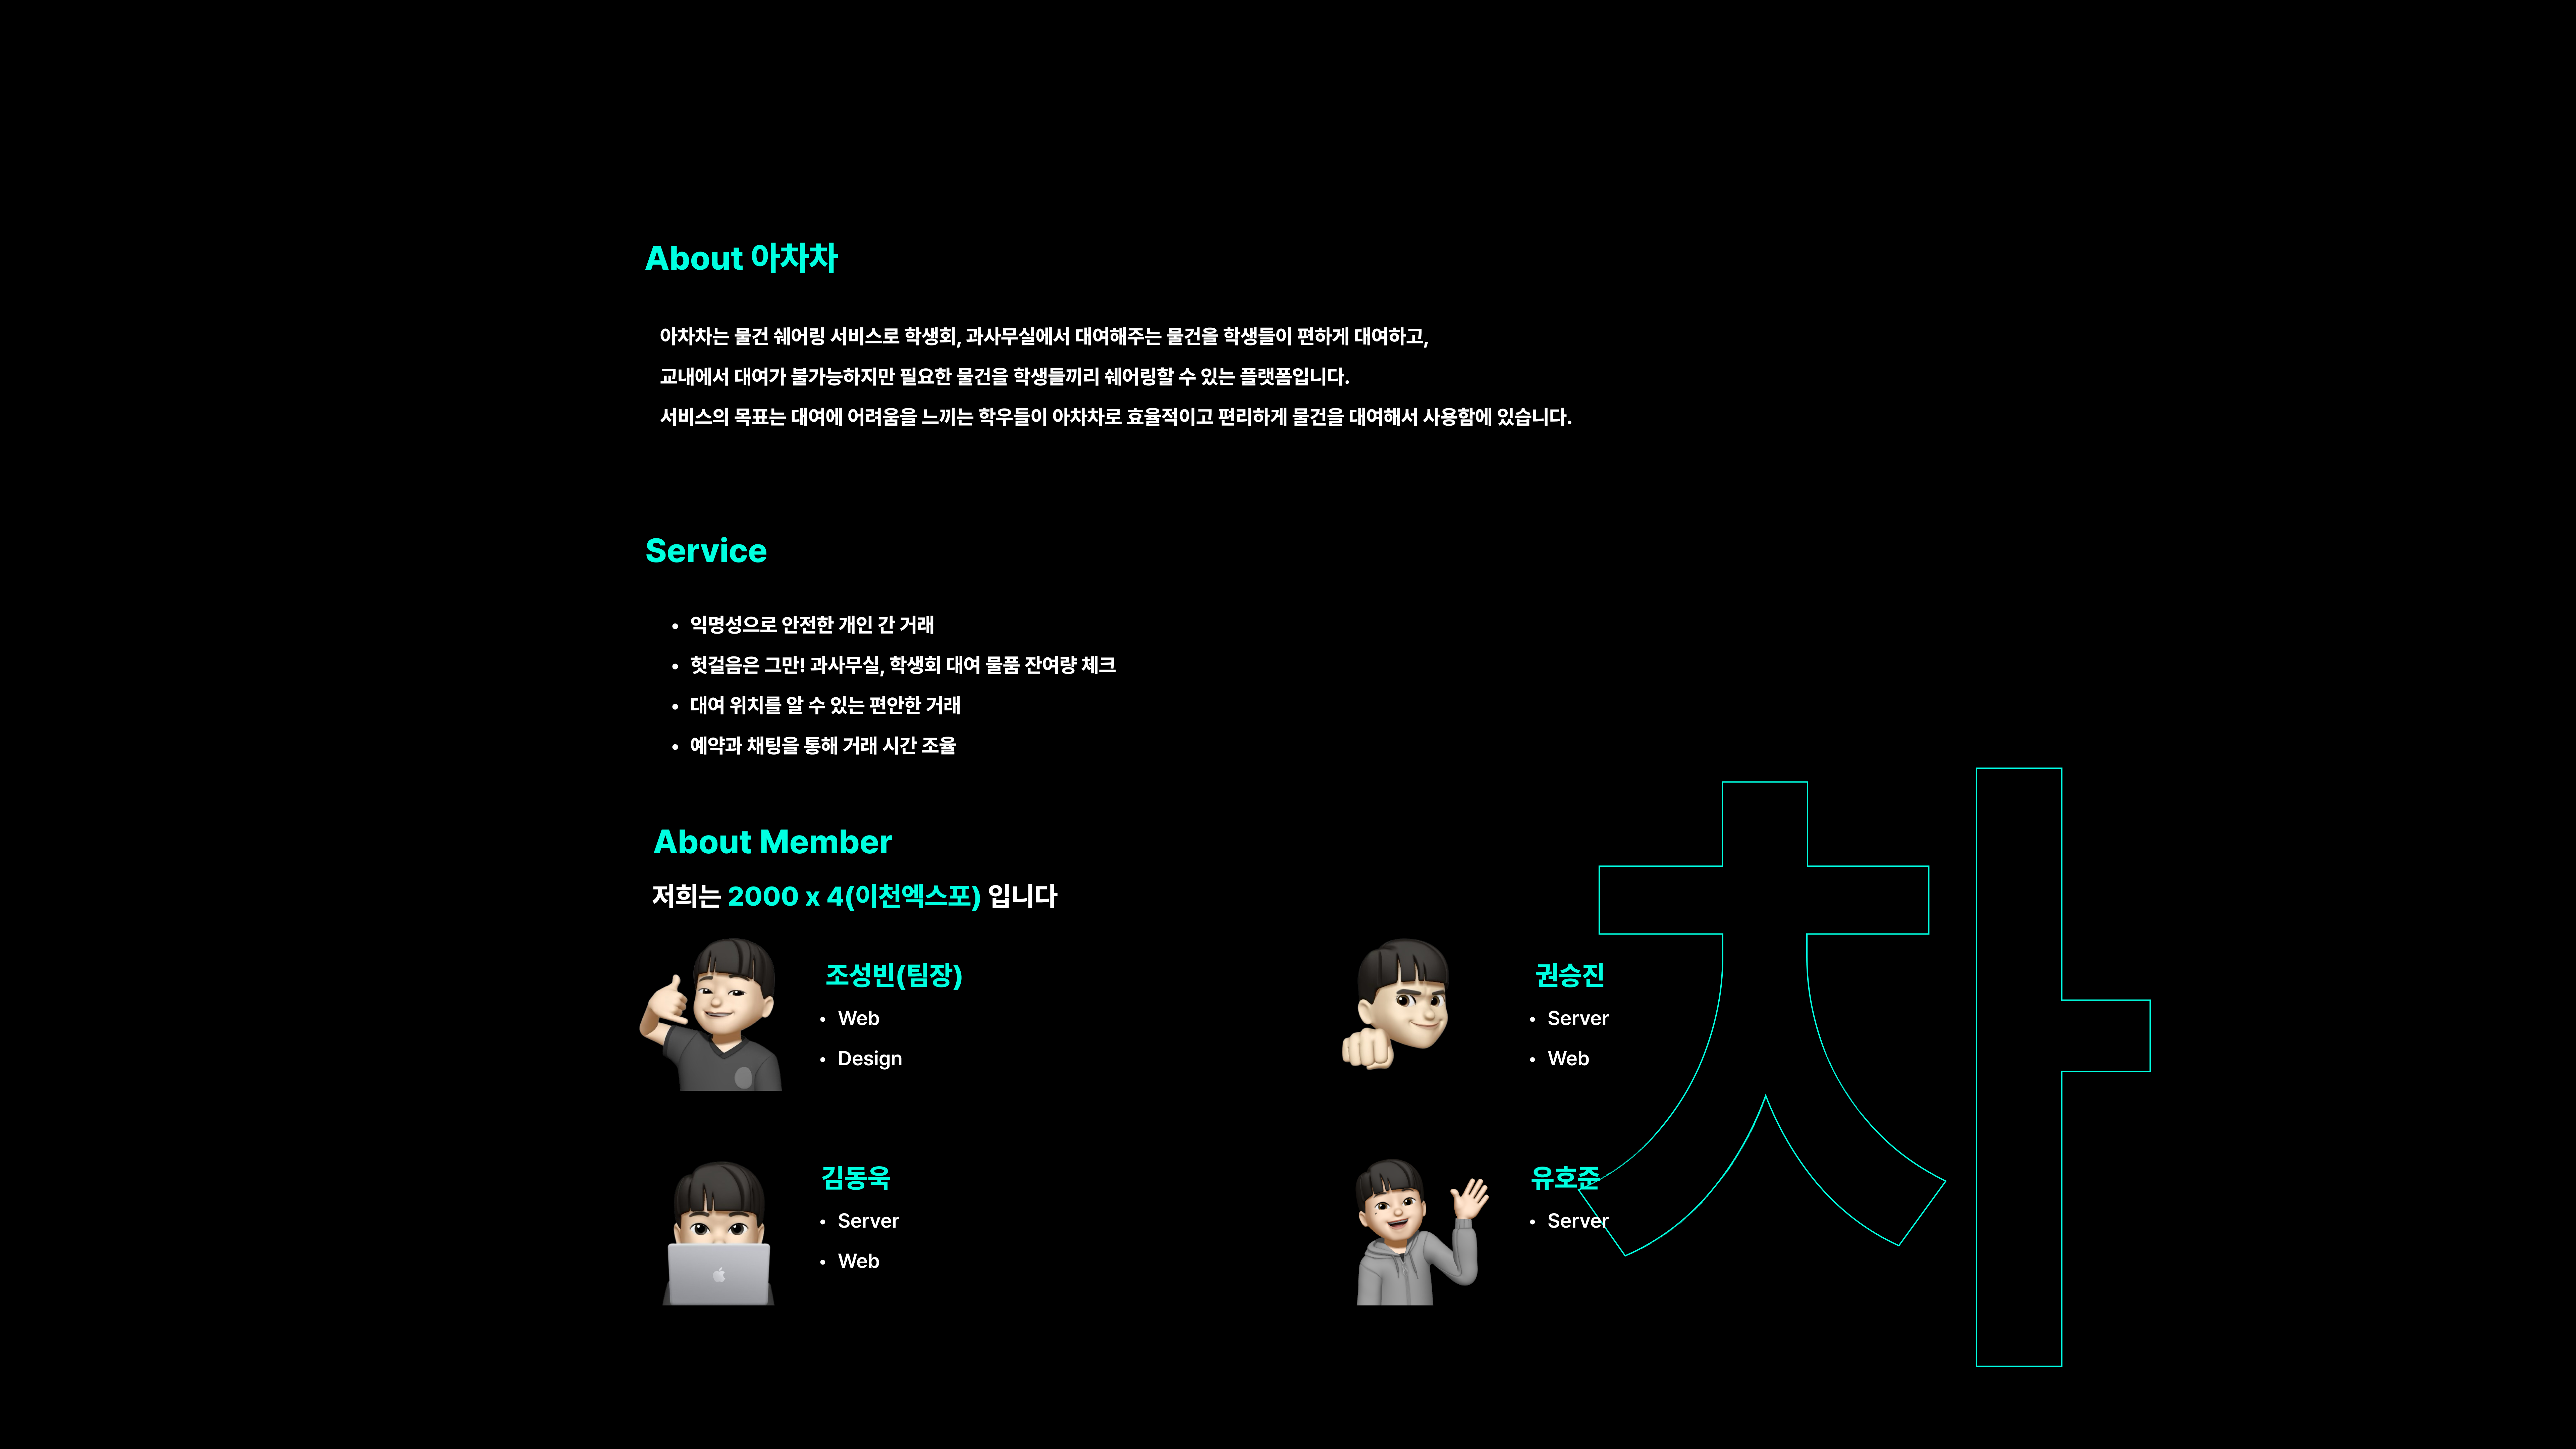 About 아차차
아차차는 물건 쉐어링 서비스로 학생회, 과사무실에서 대여해주는 물건을 학생들이 편하게 대여하고,
교내에서 대여가 불가능하지만 필요한 물건을 학생들끼리 쉐어링할 수 있는 플랫폼입니다.
서비스의 목표는 대여에 어려움을 느끼는 학우들이 아차차로 효율적이고 편리하게 물건을 대여해서 사용함에 있습니다.
Service
• 익명성으로 안전한 개인 간 거래
• 헛걸음은 그만! 과사무실, 학생회 대여 물품 잔여량 체크
• 대여 위치를 알 수 있는 편안한 거래
• 예약과 채팅을 통해 거래 시간 조율
About Member
저희는 2000 x 4(이천엑스포) 입니다
조성빈(팀장)
• Web
• Design
권승진
• Server
• Web
김동욱
• Server
• Web
유호준
• Server
차